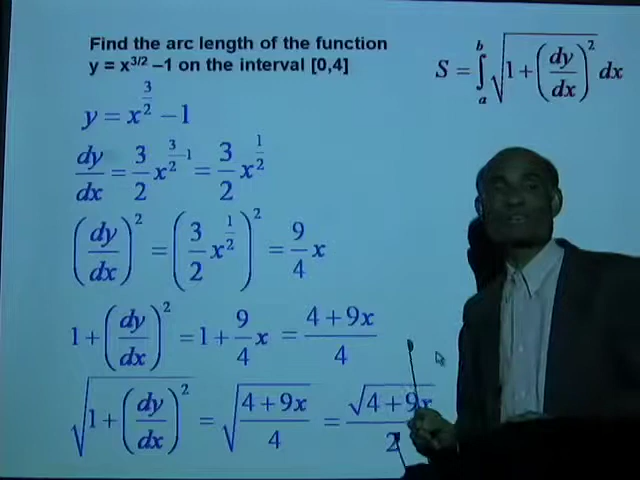 Find the arc length of the function
y = x^{3/2} – 1 on the interval [0,4]
S = ∫_a^b √(1 + (dy/dx)^2) dx
y = x^{3/2} − 1
dy/dx = 3/2 x^{3/2 − 1} = 3/2 x^{1/2}
(dy/dx)^2 = (3/2 x^{1/2})^2 = 9/4 x
1 + (dy/dx)^2 = 1 + 9/4 x = (4 + 9x)/4
√(1 + (dy/dx)^2) = √((4 + 9x)/4) = √(4 + 9x)/2